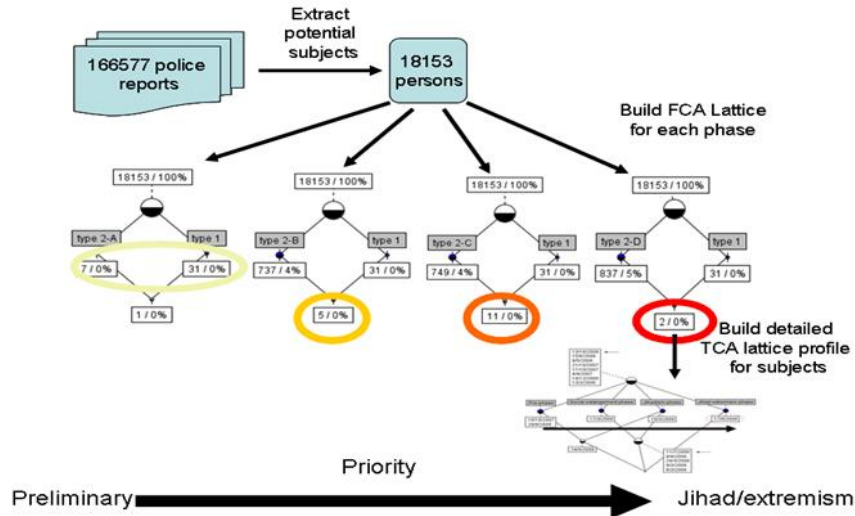 Extract
potential
subjects
166577 police
reports
18153
persons
Build FCA Lattice
for each phase
18153 / 100%
18153 / 100%
18153 / 100%
18153 / 100%
type 2-A
type 1
type 2-B
type 1
type 2-C
type 1
type 2-D
type 1
7 / 0%
31 / 0%
737 / 4%
31 / 0%
749 / 4%
31 / 0%
837 / 5%
31 / 0%
1 / 0%
5 / 0%
11 / 0%
2 / 0%
Build detailed
TCA lattice profile
for subjects
Priority
Preliminary
Jihad/extremism